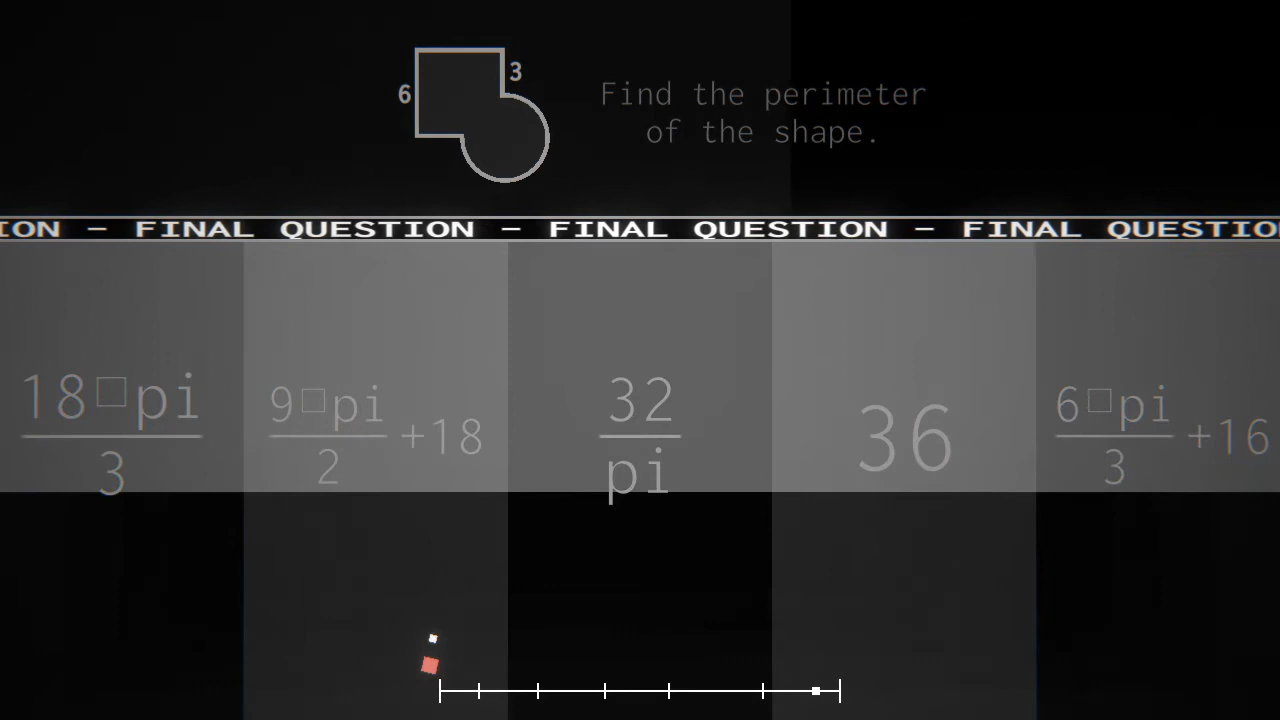 3
6
Find the perimeter
of the shape.
ION - FINAL QUESTION - FINAL QUESTION - FINAL QUESTIO
18□pi
3
9□pi
2
+18
32
pi
36
6□pi
3
+16